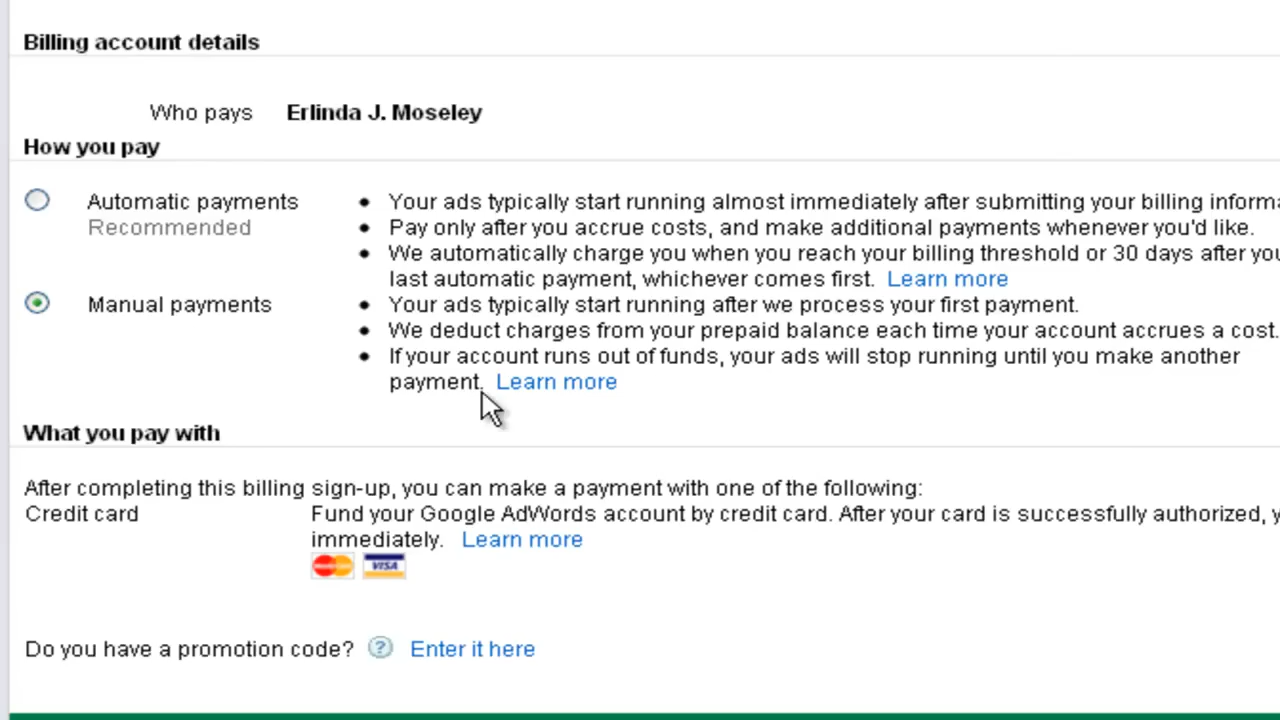 Billing account details
Who pays Erlinda J. Moseley
How you pay
Automatic payments • Your ads typically start running almost immediately after submitting your billing
Recommended • Pay only after you accrue costs, and make additional payments whenever you'd like.
• We automatically charge you when you reach your billing threshold or 30 days after
last automatic payment, whichever comes first. Learn more
Manual payments • Your ads typically start running after we process your first payment.
• We deduct charges from your prepaid balance each time your account accrues a cost.
• If your account runs out of funds, your ads will stop running until you make another
payment. Learn more
What you pay with
After completing this billing sign-up, you can make a payment with one of the following:
Credit card Fund your Google AdWords account by credit card. After your card is successfully authorized,
immediately. Learn more
VISA
Do you have a promotion code? ? Enter it here